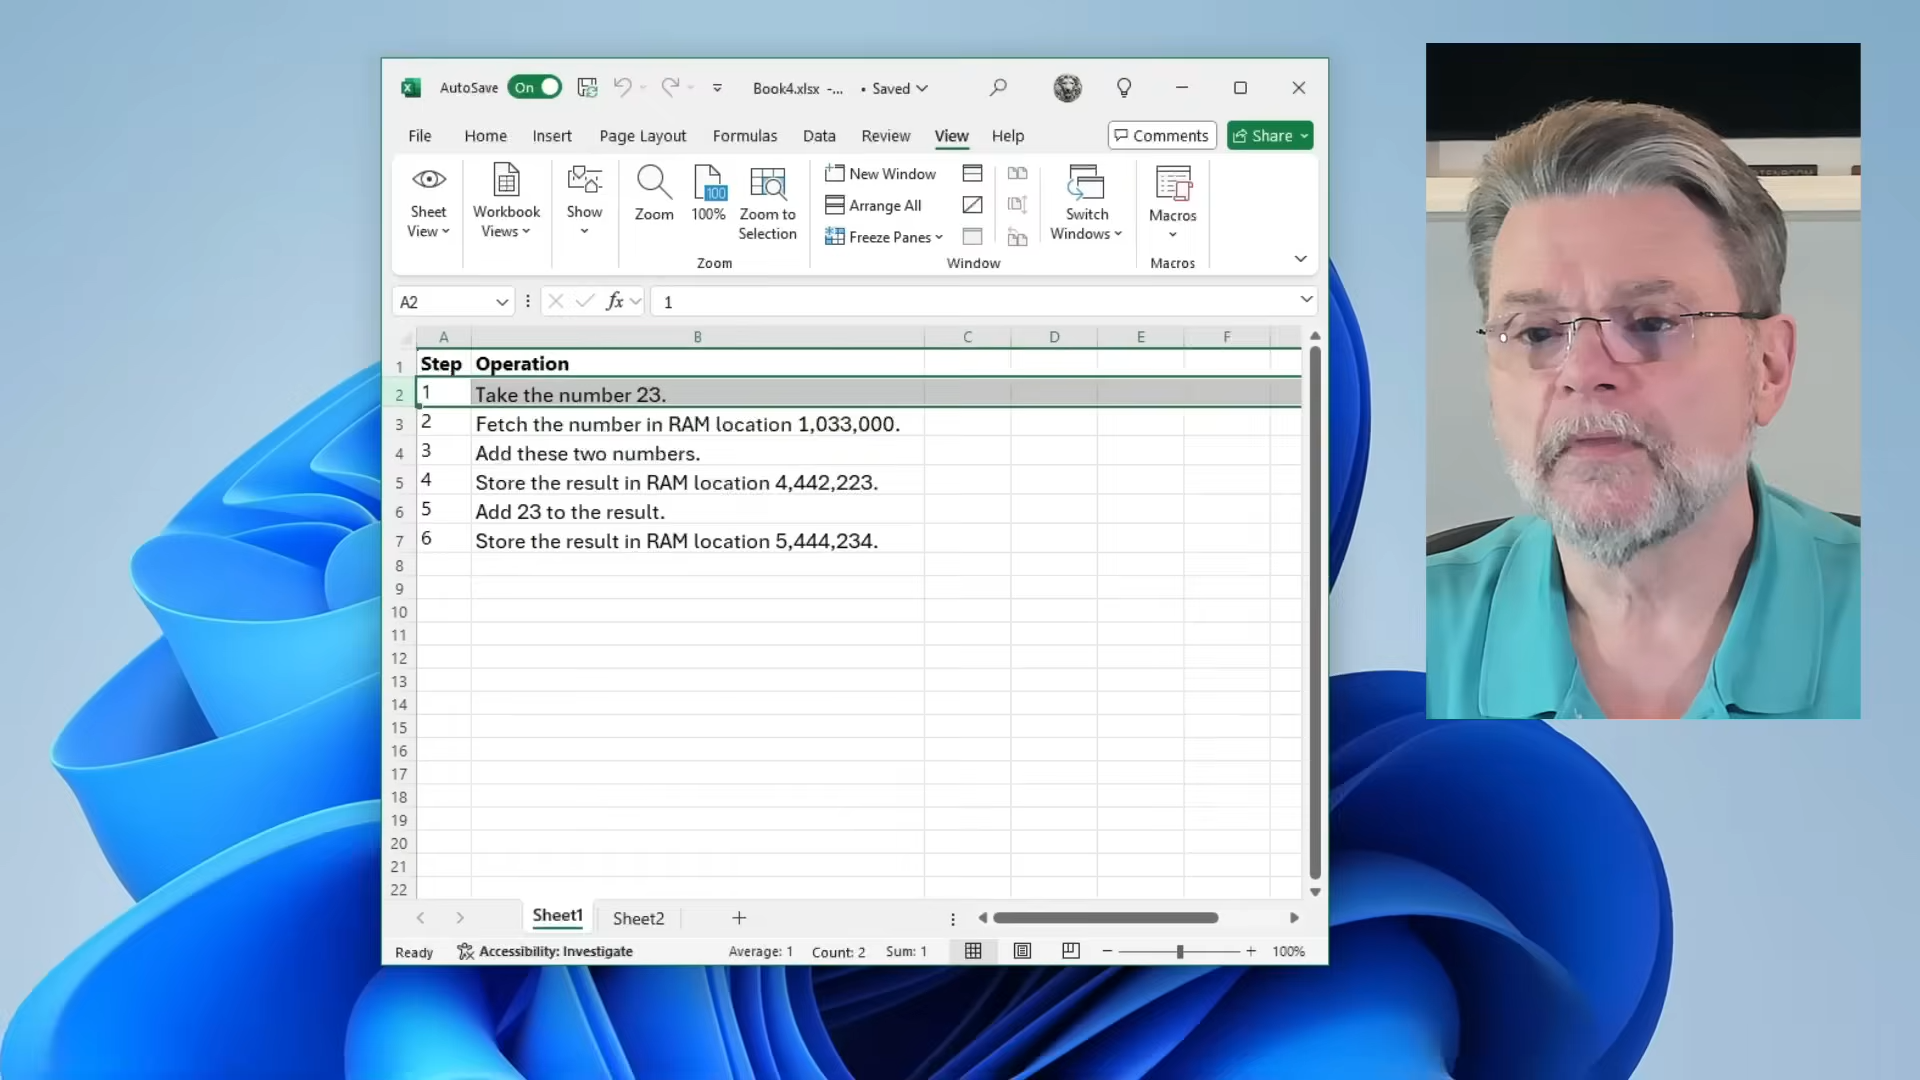 AutoSave On Book4.xlsx -... • Saved
File Home Insert Page Layout Formulas Data Review View Help Comments Share
Sheet View
Workbook Views
Show
Zoom
100
100%
Zoom to Selection
Zoom
New Window
Arrange All
Freeze Panes
Switch Windows
Window
Macros
Macros
A2 fx 1
A B C D E F
1 Step Operation
2 1 Take the number 23.
3 2 Fetch the number in RAM location 1,033,000.
4 3 Add these two numbers.
5 4 Store the result in RAM location 4,442,223.
6 5 Add 23 to the result.
7 6 Store the result in RAM location 5,444,234.
8
9
10
11
12
13
14
15
16
17
18
19
20
21
22
Sheet1 Sheet2 +
Ready Accessibility: Investigate Average: 1 Count: 2 Sum: 1 − + 100%